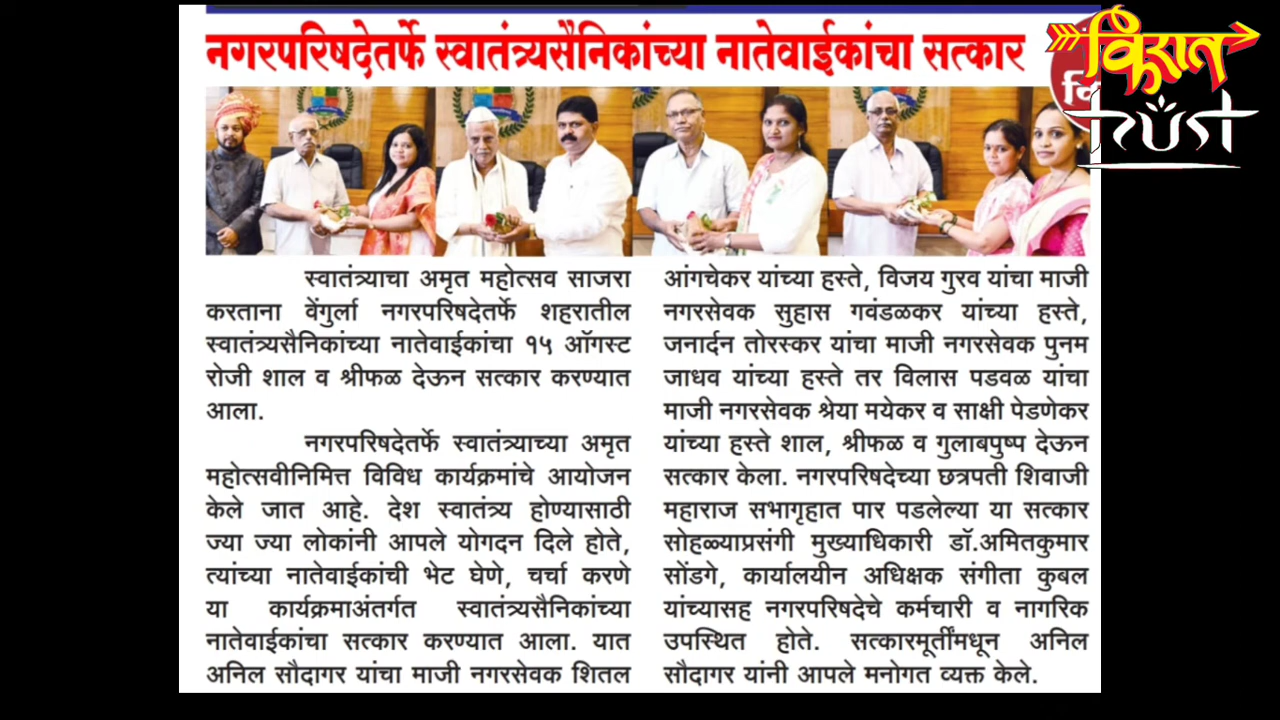 नगरपरिषदेतर्फे स्वातंत्र्यसैनिकांच्या नातेवाईकांचा सत्कार
किरात
TRUST
स्वातंत्र्याचा अमृत महोत्सव साजरा
करताना वेंगुर्ला नगरपरिषदेतर्फे शहरातील
स्वातंत्र्यसैनिकांच्या नातेवाईकांचा १५ ऑगस्ट
रोजी शाल व श्रीफळ देऊन सत्कार करण्यात
आला.
नगरपरिषदेतर्फे स्वातंत्र्याच्या अमृत
महोत्सवीनिमित्त विविध कार्यक्रमांचे आयोजन
केले जात आहे. देश स्वातंत्र्य होण्यासाठी
ज्या ज्या लोकांनी आपले योगदन दिले होते,
त्यांच्या नातेवाईकांची भेट घेणे, चर्चा करणे
या कार्यक्रमाअंतर्गत स्वातंत्र्यसैनिकांच्या
नातेवाईकांचा सत्कार करण्यात आला. यात
अनिल सौदागर यांचा माजी नगरसेवक शितल
आंगचेकर यांच्या हस्ते, विजय गुरव यांचा माजी
नगरसेवक सुहास गवंडळकर यांच्या हस्ते,
जनार्दन तोरस्कर यांचा माजी नगरसेवक पुनम
जाधव यांच्या हस्ते तर विलास पडवळ यांचा
माजी नगरसेवक श्रेया मयेकर व साक्षी पेडणेकर
यांच्या हस्ते शाल, श्रीफळ व गुलाबपुष्प देऊन
सत्कार केला. नगरपरिषदेच्या छत्रपती शिवाजी
महाराज सभागृहात पार पडलेल्या या सत्कार
सोहळ्याप्रसंगी मुख्याधिकारी डॉ.अमितकुमार
सोंडगे, कार्यालयीन अधिक्षक संगीता कुबल
यांच्यासह नगरपरिषदेचे कर्मचारी व नागरिक
उपस्थित होते. सत्कारमूर्तींमधून अनिल
सौदागर यांनी आपले मनोगत व्यक्त केले.